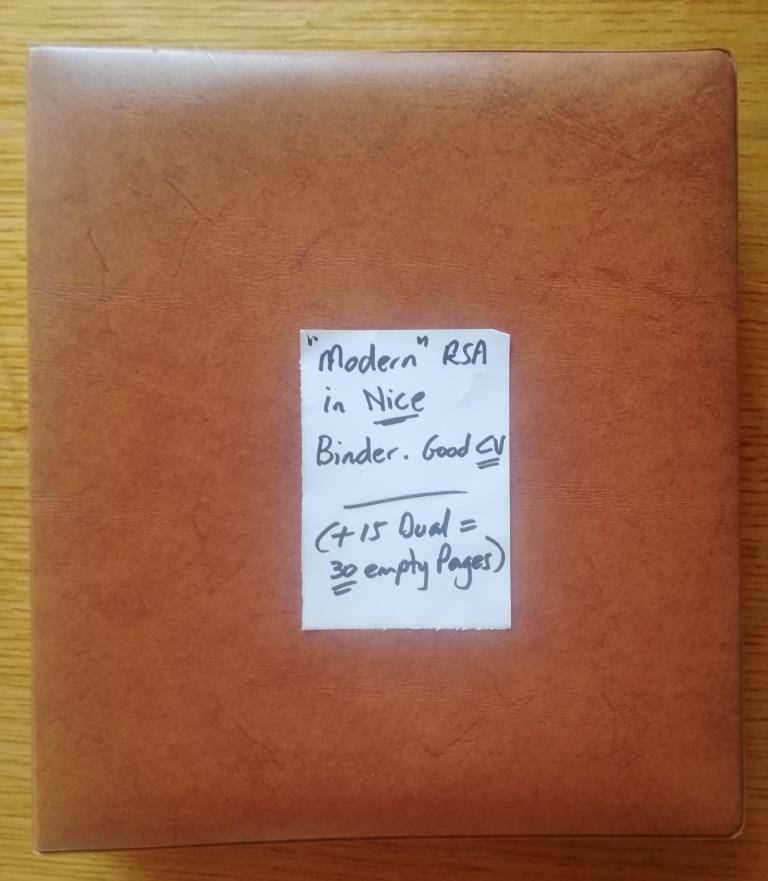 "Modern" RSA
in Nice
Binder. Good CV
(+15 Dual =
30 empty Pages)